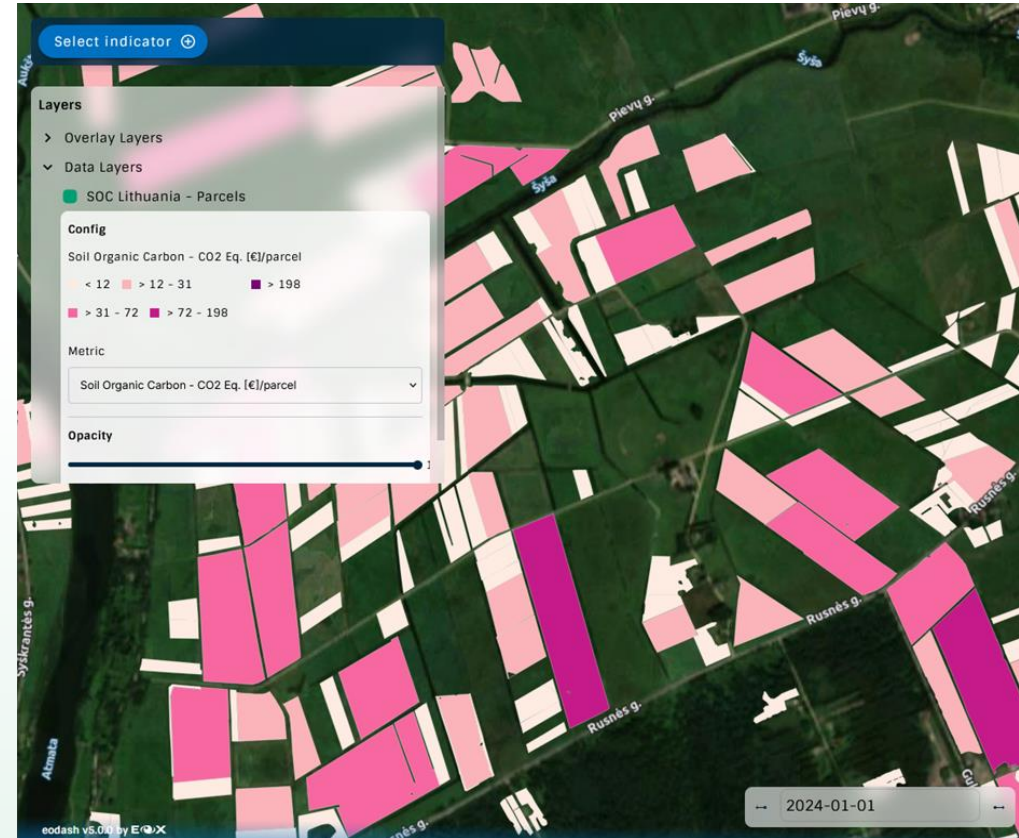 Select indicator ⊕
Layers
Overlay Layers
Data Layers
SOC Lithuania - Parcels
Config
Soil Organic Carbon - CO2 Eq. [€]/parcel
< 12 > 12 - 31 > 198
> 31 - 72 > 72 - 198
Metric
Soil Organic Carbon - CO2 Eq. [€]/parcel
Opacity
Pievų g.
Šyša
Pievų g.
Šyša
Rusnės g.
Rusnės g.
Rusnės g.
Atmata
2024-01-01
eodash v5.0.0 by EOX